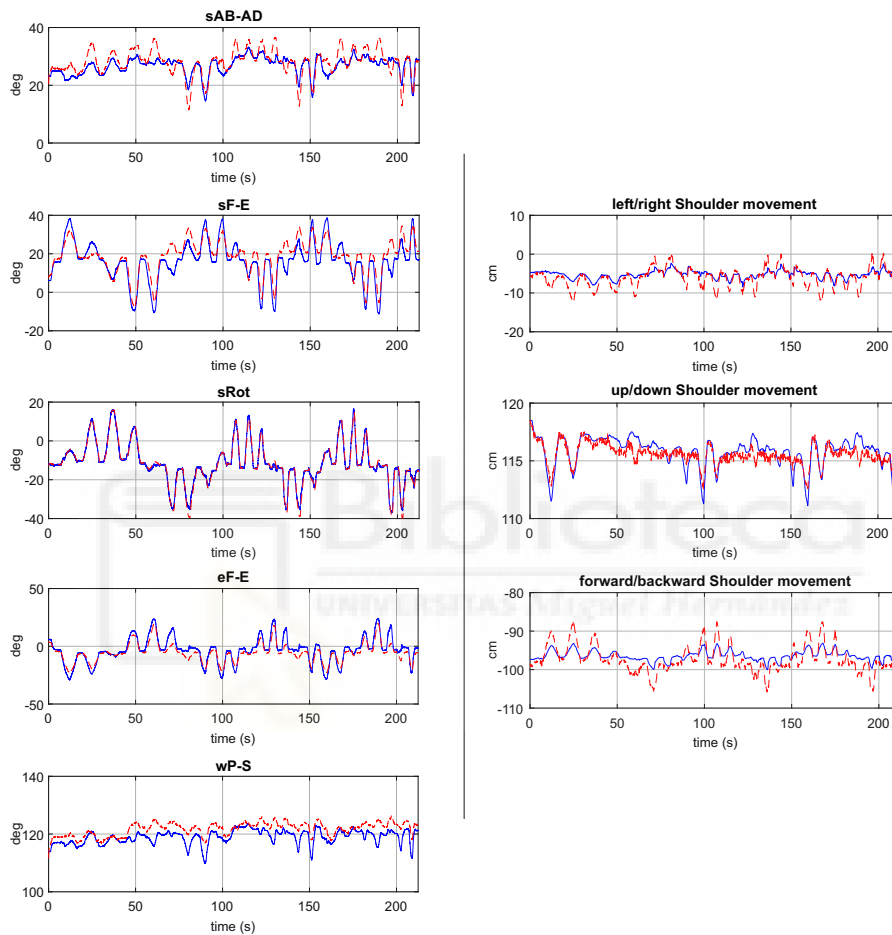 sAB-AD
40
20
0
deg
0 50 100 150 200
time (s)
sF-E
40
20
0
-20
deg
0 50 100 150 200
time (s)
sRot
20
0
-20
-40
deg
0 50 100 150 200
time (s)
eF-E
50
0
-50
deg
0 50 100 150 200
time (s)
wP-S
140
120
100
deg
0 50 100 150 200
time (s)
left/right Shoulder movement
10
0
-10
-20
cm
0 50 100 150 200
time (s)
up/down Shoulder movement
120
115
110
cm
0 50 100 150 200
time (s)
forward/backward Shoulder movement
-80
-90
-100
-110
cm
0 50 100 150 200
time (s)
Biblioteca
UNIVERSITAS Miguel Hernández